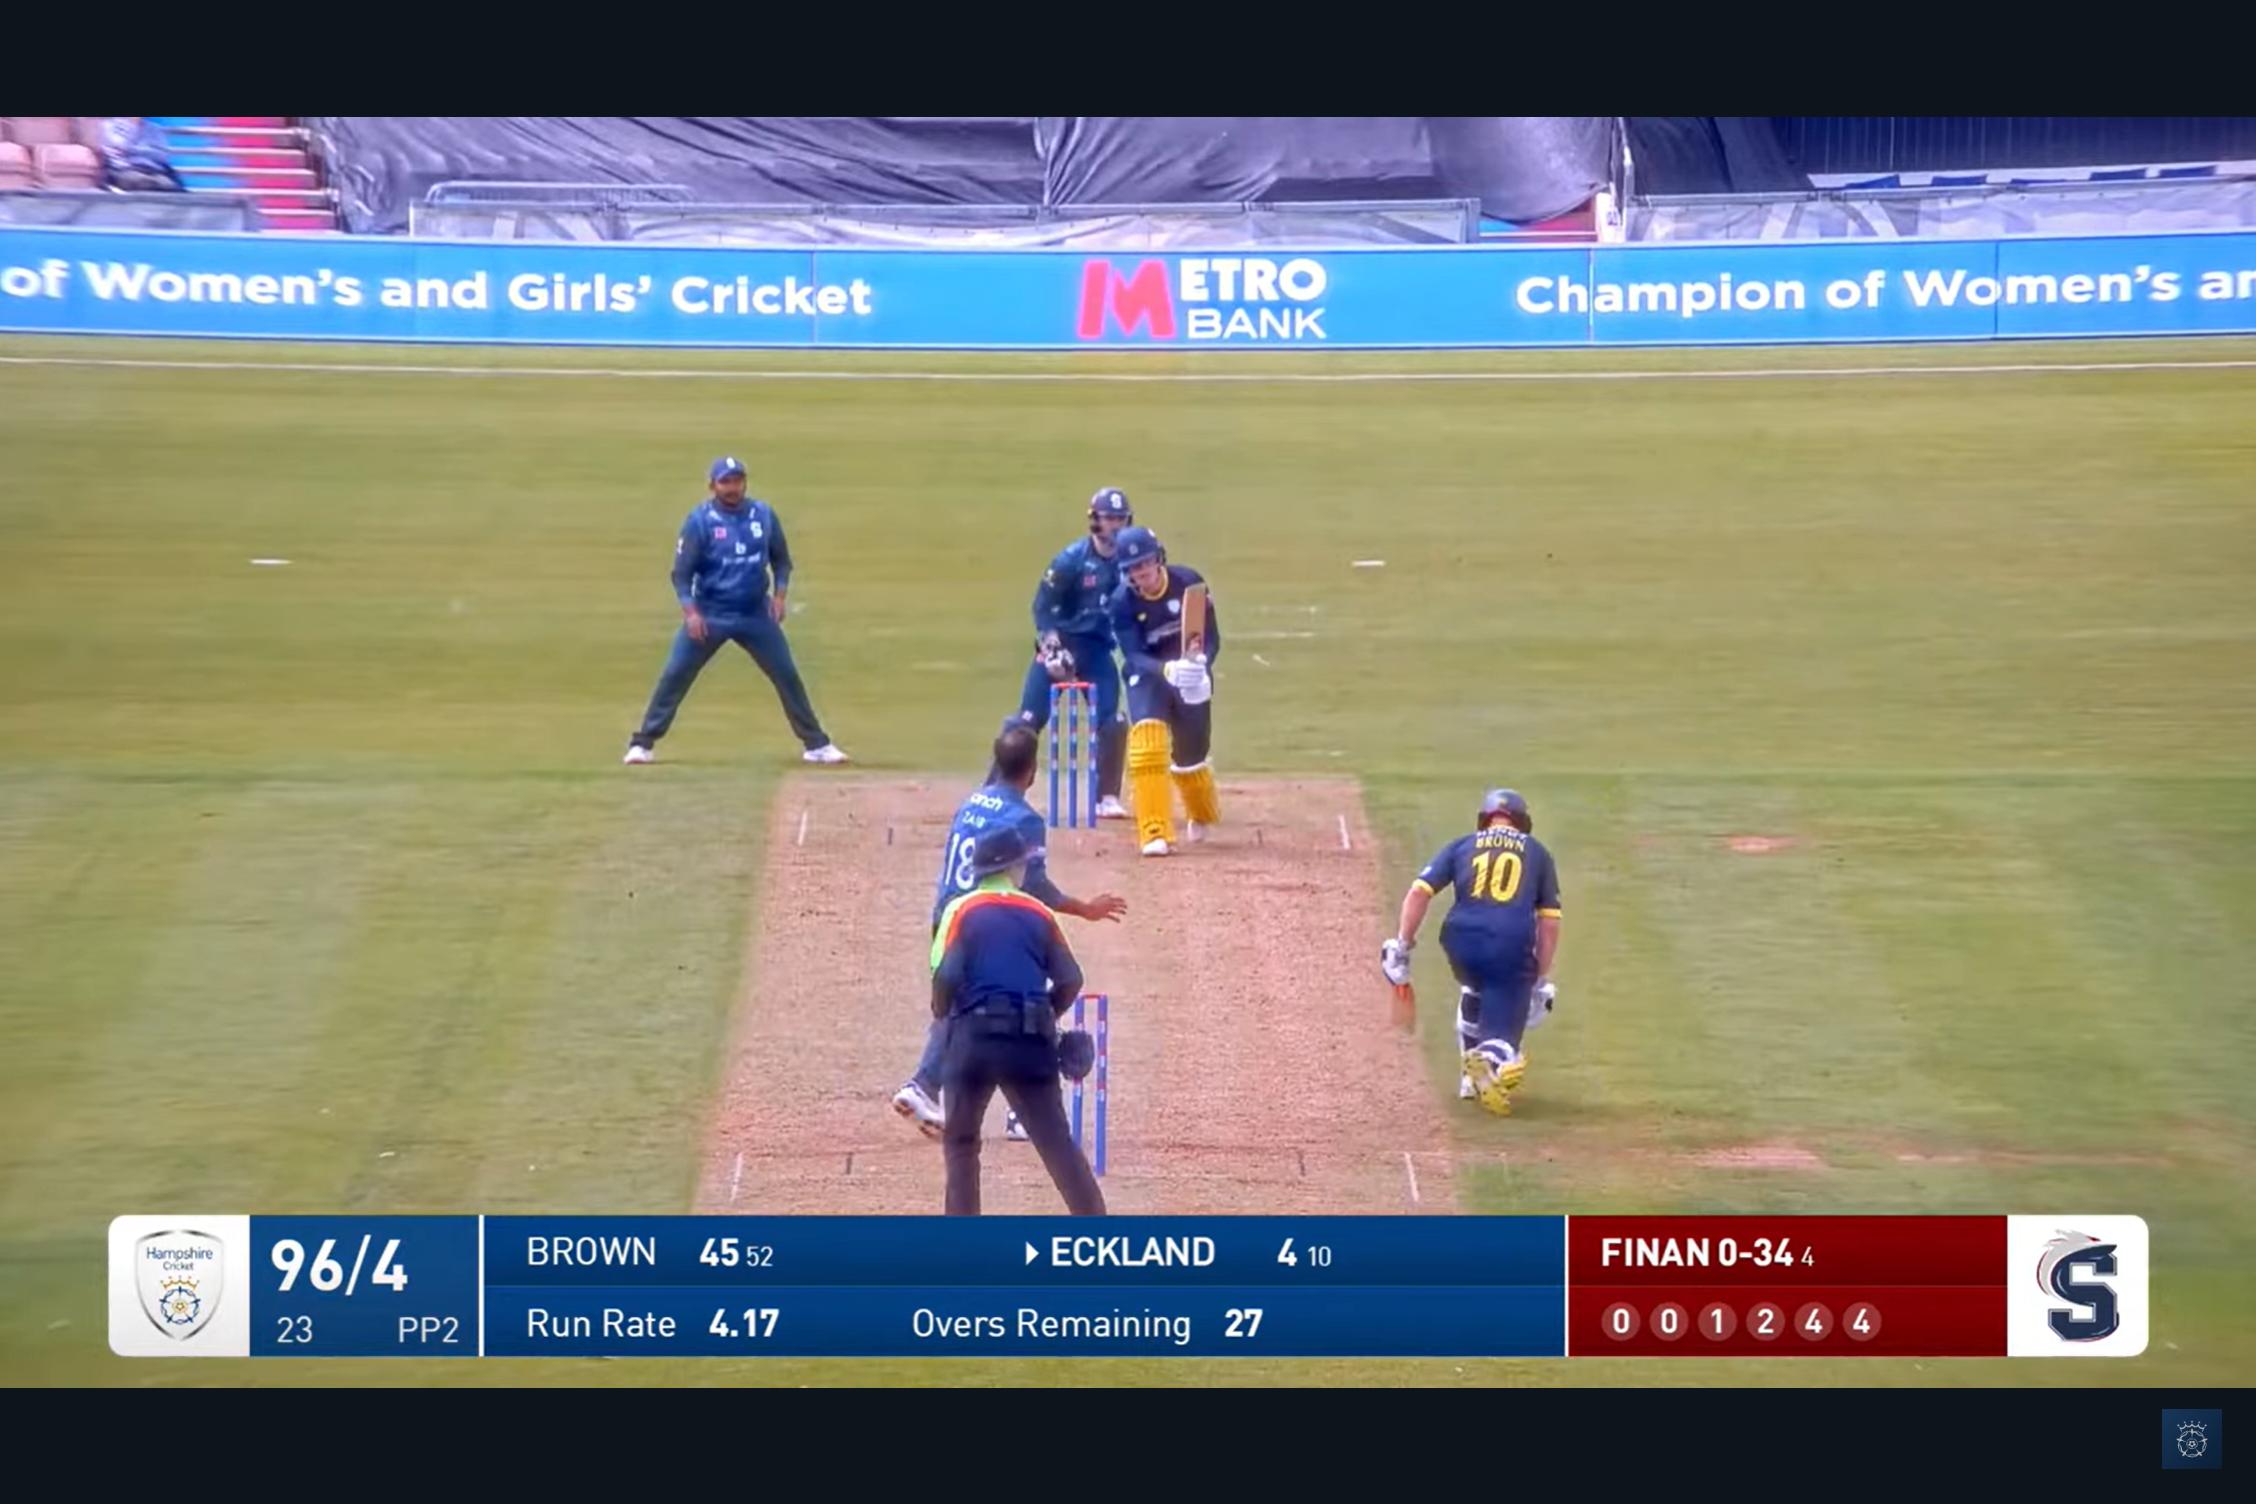 of Women's and Girls' Cricket
METRO
BANK
Champion of Women's ar
18
BROWN
10
Hampshire
Cricket
96/4
23 PP2
BROWN 45 52
ECKLAND 4 10
Run Rate 4.17
Overs Remaining 27
FINAN 0-34 4
0 0 1 2 4 4
S